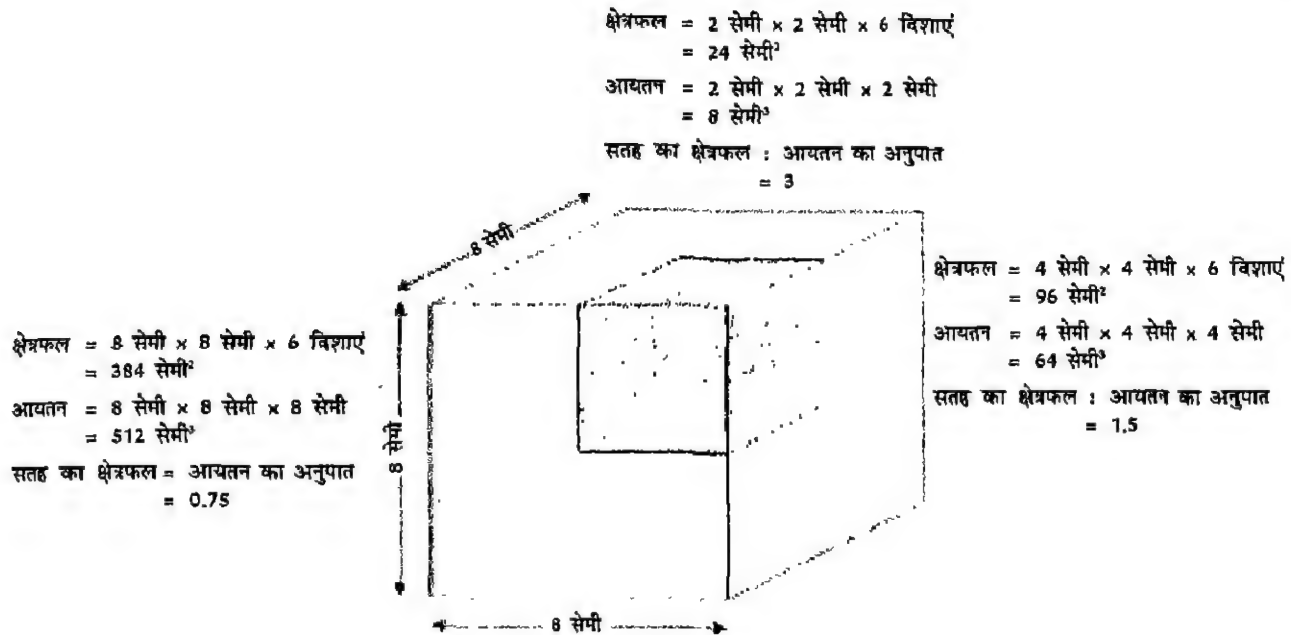 क्षेत्रफल = 2 सेमी × 2 सेमी × 6 दिशाएं
= 24 सेमी²
आयतन = 2 सेमी × 2 सेमी × 2 सेमी
= 8 सेमी³
सतह का क्षेत्रफल : आयतन का अनुपात
= 3
8 सेमी
क्षेत्रफल = 4 सेमी × 4 सेमी × 6 दिशाएं
= 96 सेमी²
आयतन = 4 सेमी × 4 सेमी × 4 सेमी
= 64 सेमी³
सतह का क्षेत्रफल : आयतन का अनुपात
= 1.5
क्षेत्रफल = 8 सेमी × 8 सेमी × 6 दिशाएं
= 384 सेमी²
आयतन = 8 सेमी × 8 सेमी × 8 सेमी
= 512 सेमी³
सतह का क्षेत्रफल = आयतन का अनुपात
= 0.75
8 सेमी
8 सेमी